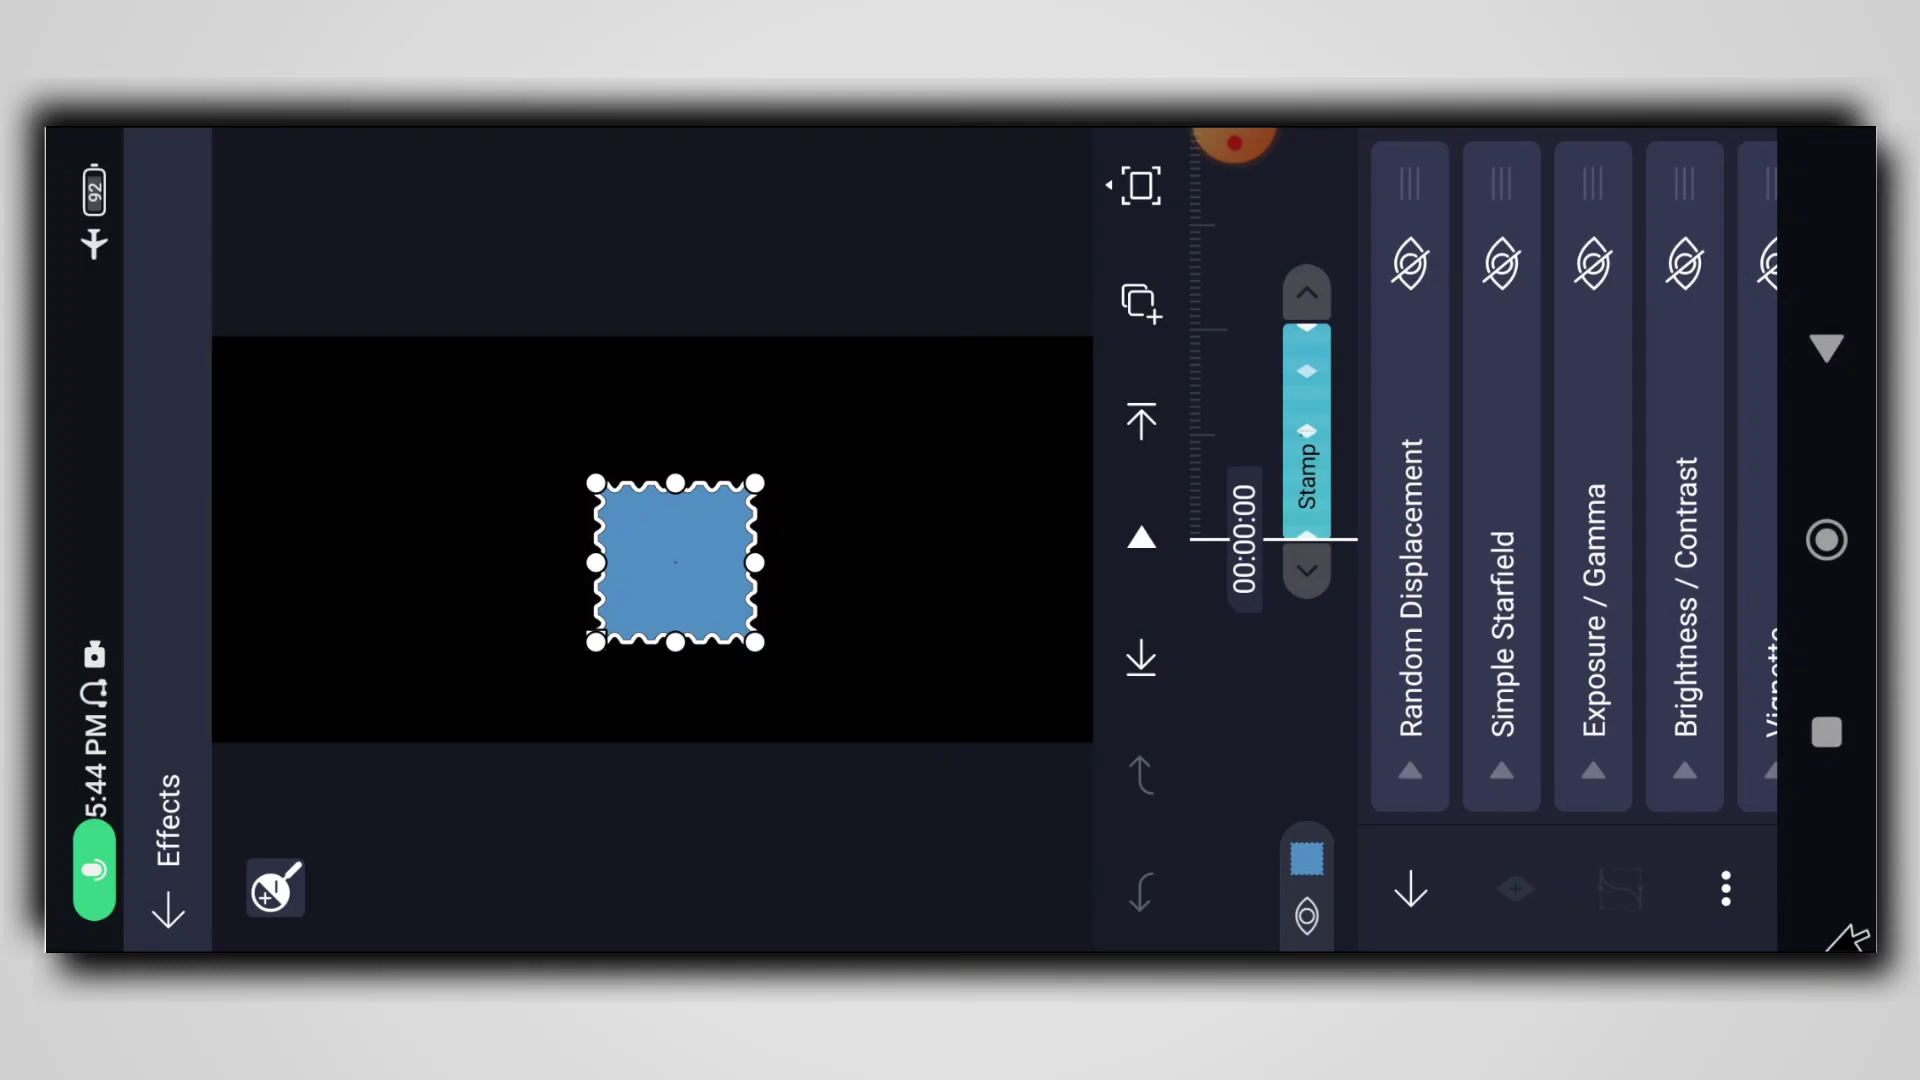 5:44 PM
92
Effects
00:00:00
Stamp
Random Displacement
Simple Starfield
Exposure / Gamma
Brightness / Contrast